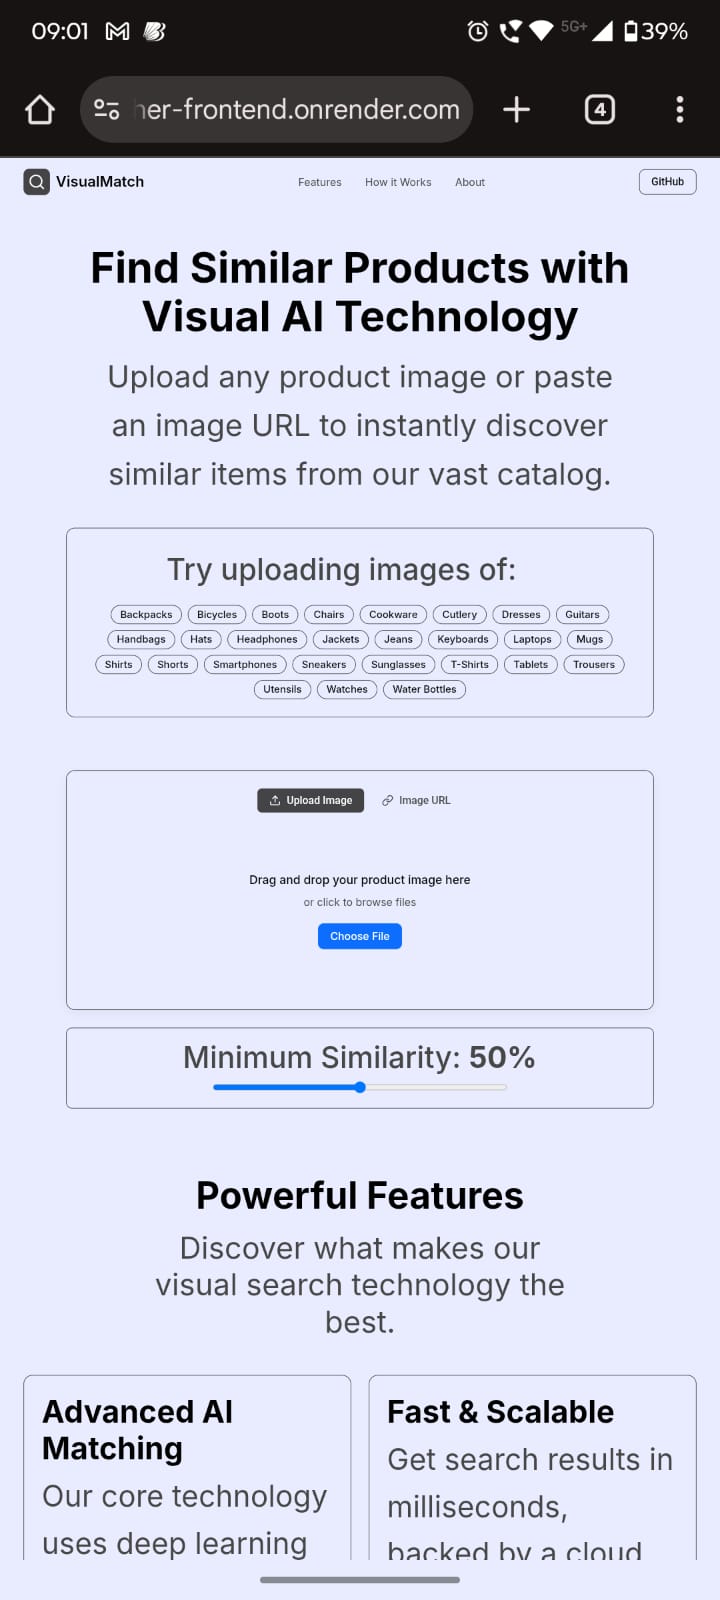 09:01
5G+
39%
her-frontend.onrender.com
4
VisualMatch
Features
How it Works
About
GitHub
Find Similar Products with
Visual AI Technology
Upload any product image or paste
an image URL to instantly discover
similar items from our vast catalog.
Try uploading images of:
Backpacks Bicycles Boots Chairs Cookware Cutlery Dresses Guitars
Handbags Hats Headphones Jackets Jeans Keyboards Laptops Mugs
Shirts Shorts Smartphones Sneakers Sunglasses T-Shirts Tablets Trousers
Utensils Watches Water Bottles
Upload Image
Image URL
Drag and drop your product image here
or click to browse files
Choose File
Minimum Similarity: 50%
Powerful Features
Discover what makes our
visual search technology the
best.
Advanced AI
Matching
Our core technology
uses deep learning
Fast & Scalable
Get search results in
milliseconds,
backed by a cloud